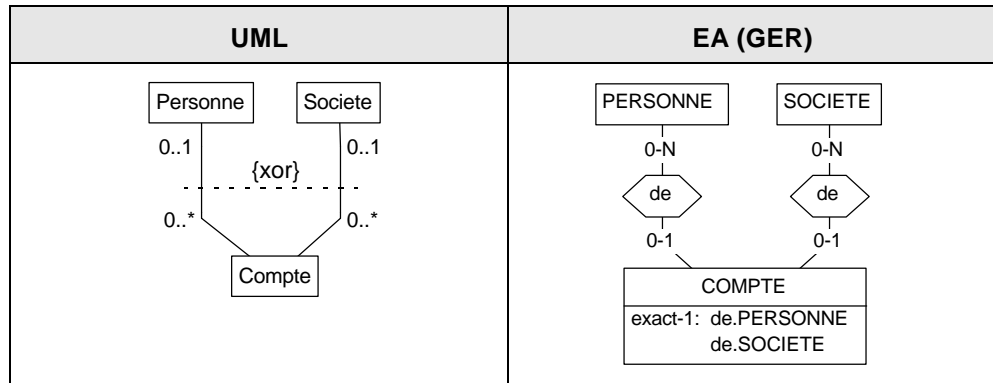 UML
EA (GER)
Personne
Societe
0..1
0..1
{xor}
0..*
0..*
Compte
PERSONNE
SOCIETE
0-N
0-N
de
de
0-1
0-1
COMPTE
exact-1: de.PERSONNE
de.SOCIETE